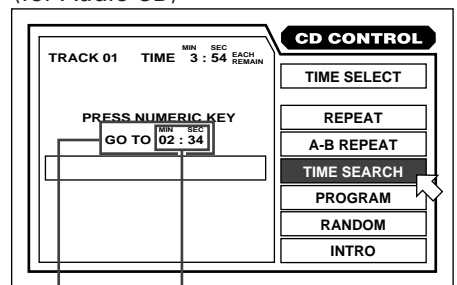 (for Audio CD)
CD CONTROL
MIN SEC
TRACK 01 TIME 3 : 54 EACH REMAIN
TIME SELECT
PRESS NUMERIC KEY
MIN SEC
GO TO 02 : 34
REPEAT
A-B REPEAT
TIME SEARCH
PROGRAM
RANDOM
INTRO